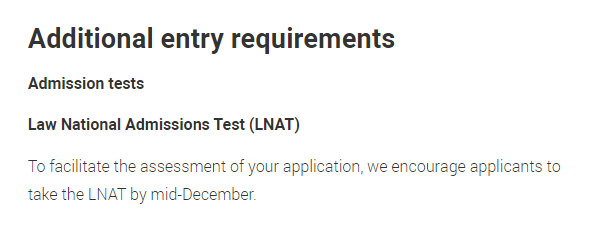 Additional entry requirements
Admission tests
Law National Admissions Test (LNAT)
To facilitate the assessment of your application, we encourage applicants to
take the LNAT by mid-December.